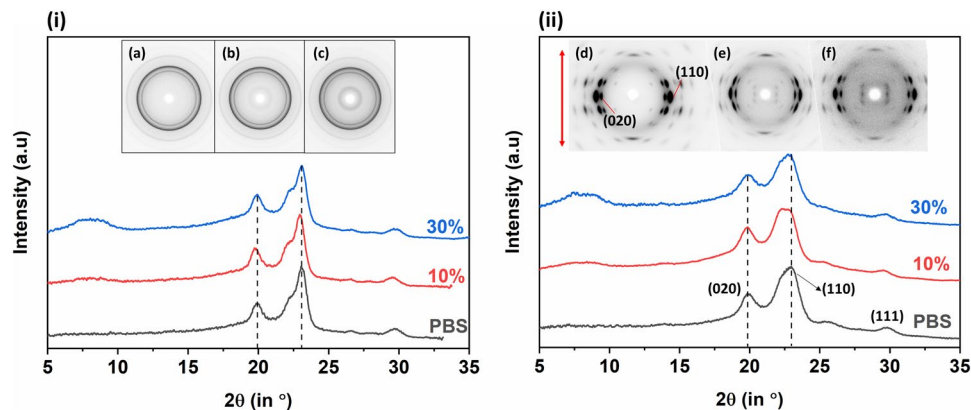 (i)
(a)
(b)
(c)
30%
10%
PBS
Intensity (a.u)
5
10
15
20
25
30
35
2θ (in °)
(ii)
(d)
(e)
(f)
(110)
(020)
30%
10%
(020)
(110)
(111)
PBS
Intensity (a.u)
5
10
15
20
25
30
35
2θ (in °)